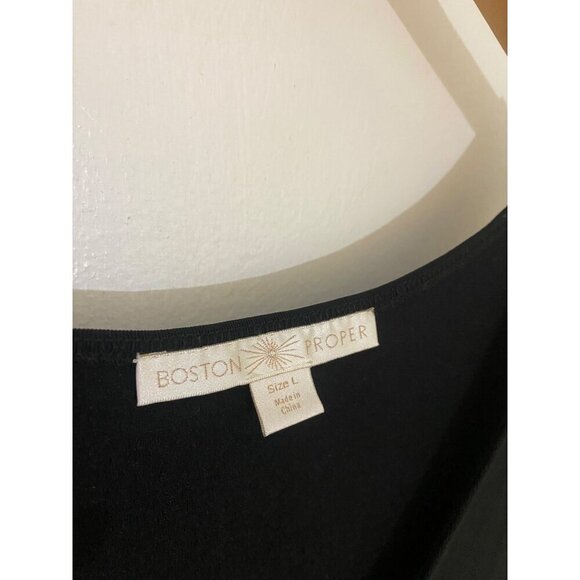 BOSTON PROPER
Size L
Made in
China